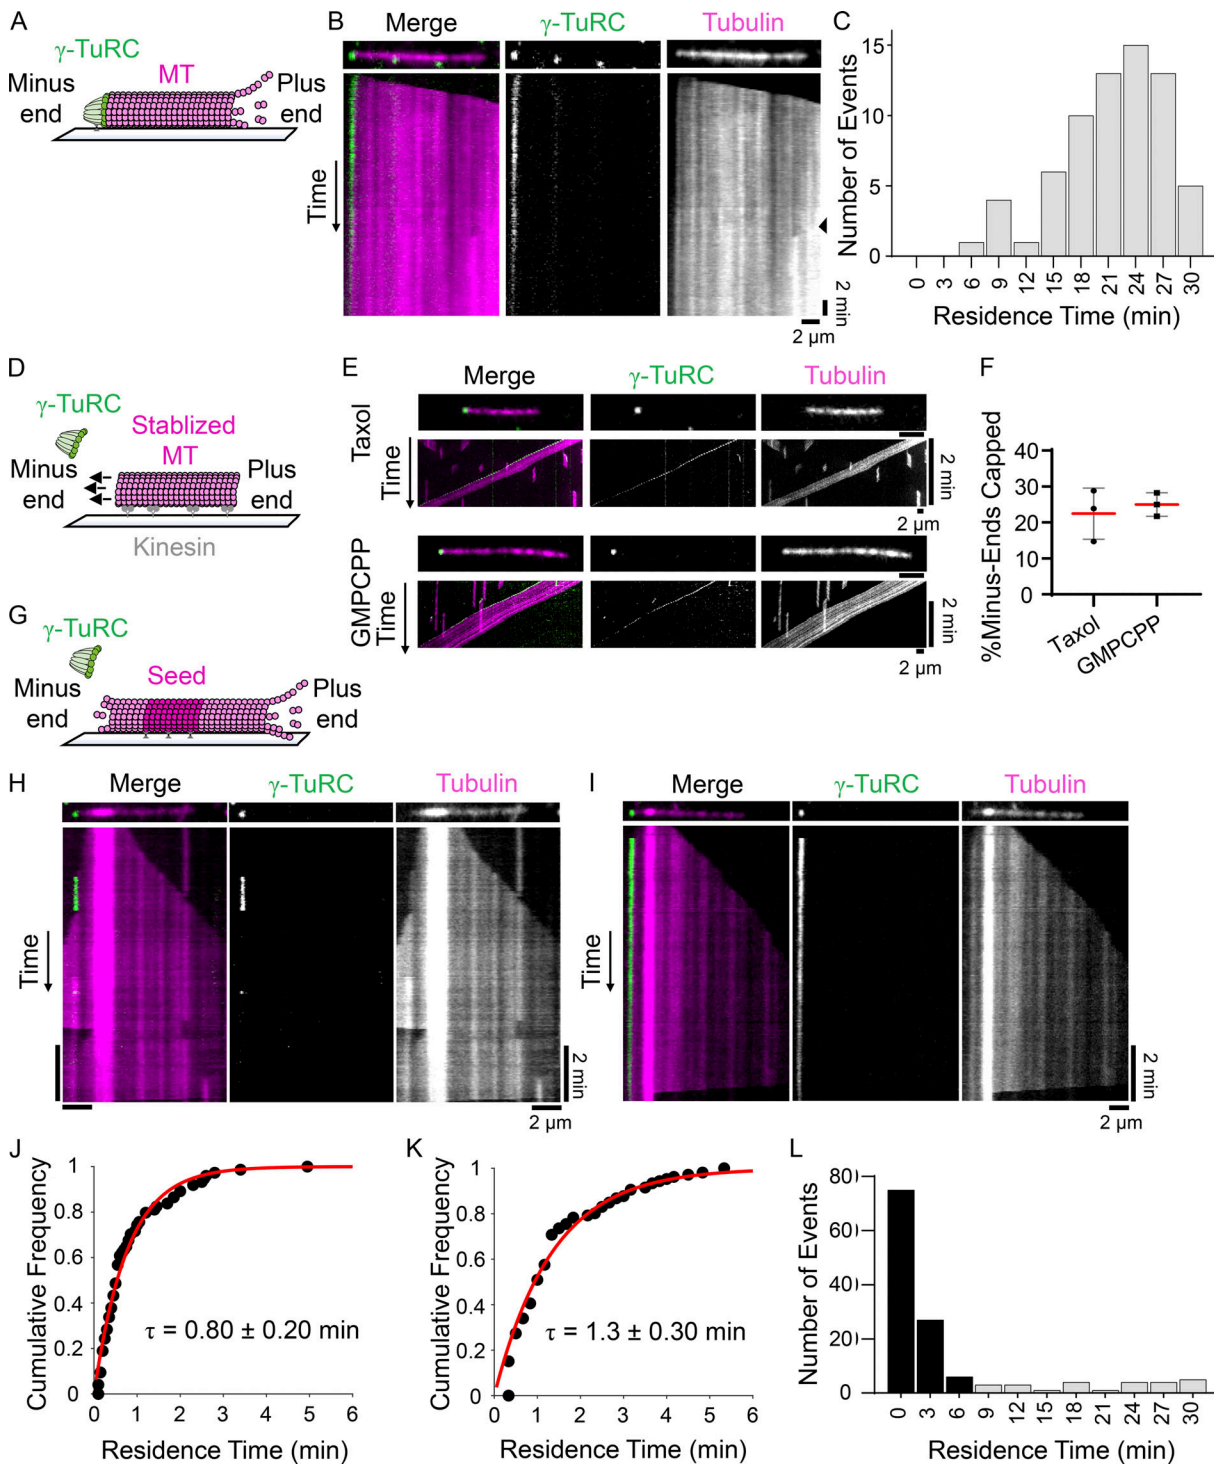 A
γ-TuRC
Minus end
MT
Plus end
B
Merge
γ-TuRC
Tubulin
Time
2 min
2 µm
C
Number of Events
15
10
5
0
0 3 6 9 12 15 18 21 24 27 30
Residence Time (min)
D
γ-TuRC
Stablized MT
Minus end
Plus end
Kinesin
E
Merge
γ-TuRC
Tubulin
Taxol
Time
2 min
2 µm
GMPCPP
Time
2 min
2 µm
F
%Minus-Ends Capped
40
30
20
10
0
Taxol
GMPCPP
G
γ-TuRC
Seed
Minus end
Plus end
H
Merge
γ-TuRC
Tubulin
Time
2 min
2 µm
I
Merge
γ-TuRC
Tubulin
Time
2 min
2 µm
J
Cumulative Frequency
1
0.8
0.6
0.4
0.2
0
τ = 0.80 ± 0.20 min
0 1 2 3 4 5 6
Residence Time (min)
K
Cumulative Frequency
1
0.8
0.6
0.4
0.2
0
τ = 1.3 ± 0.30 min
0 1 2 3 4 5 6
Residence Time (min)
L
Number of Events
80
60
40
20
0
0 3 6 9 12 15 18 21 24 27 30
Residence Time (min)